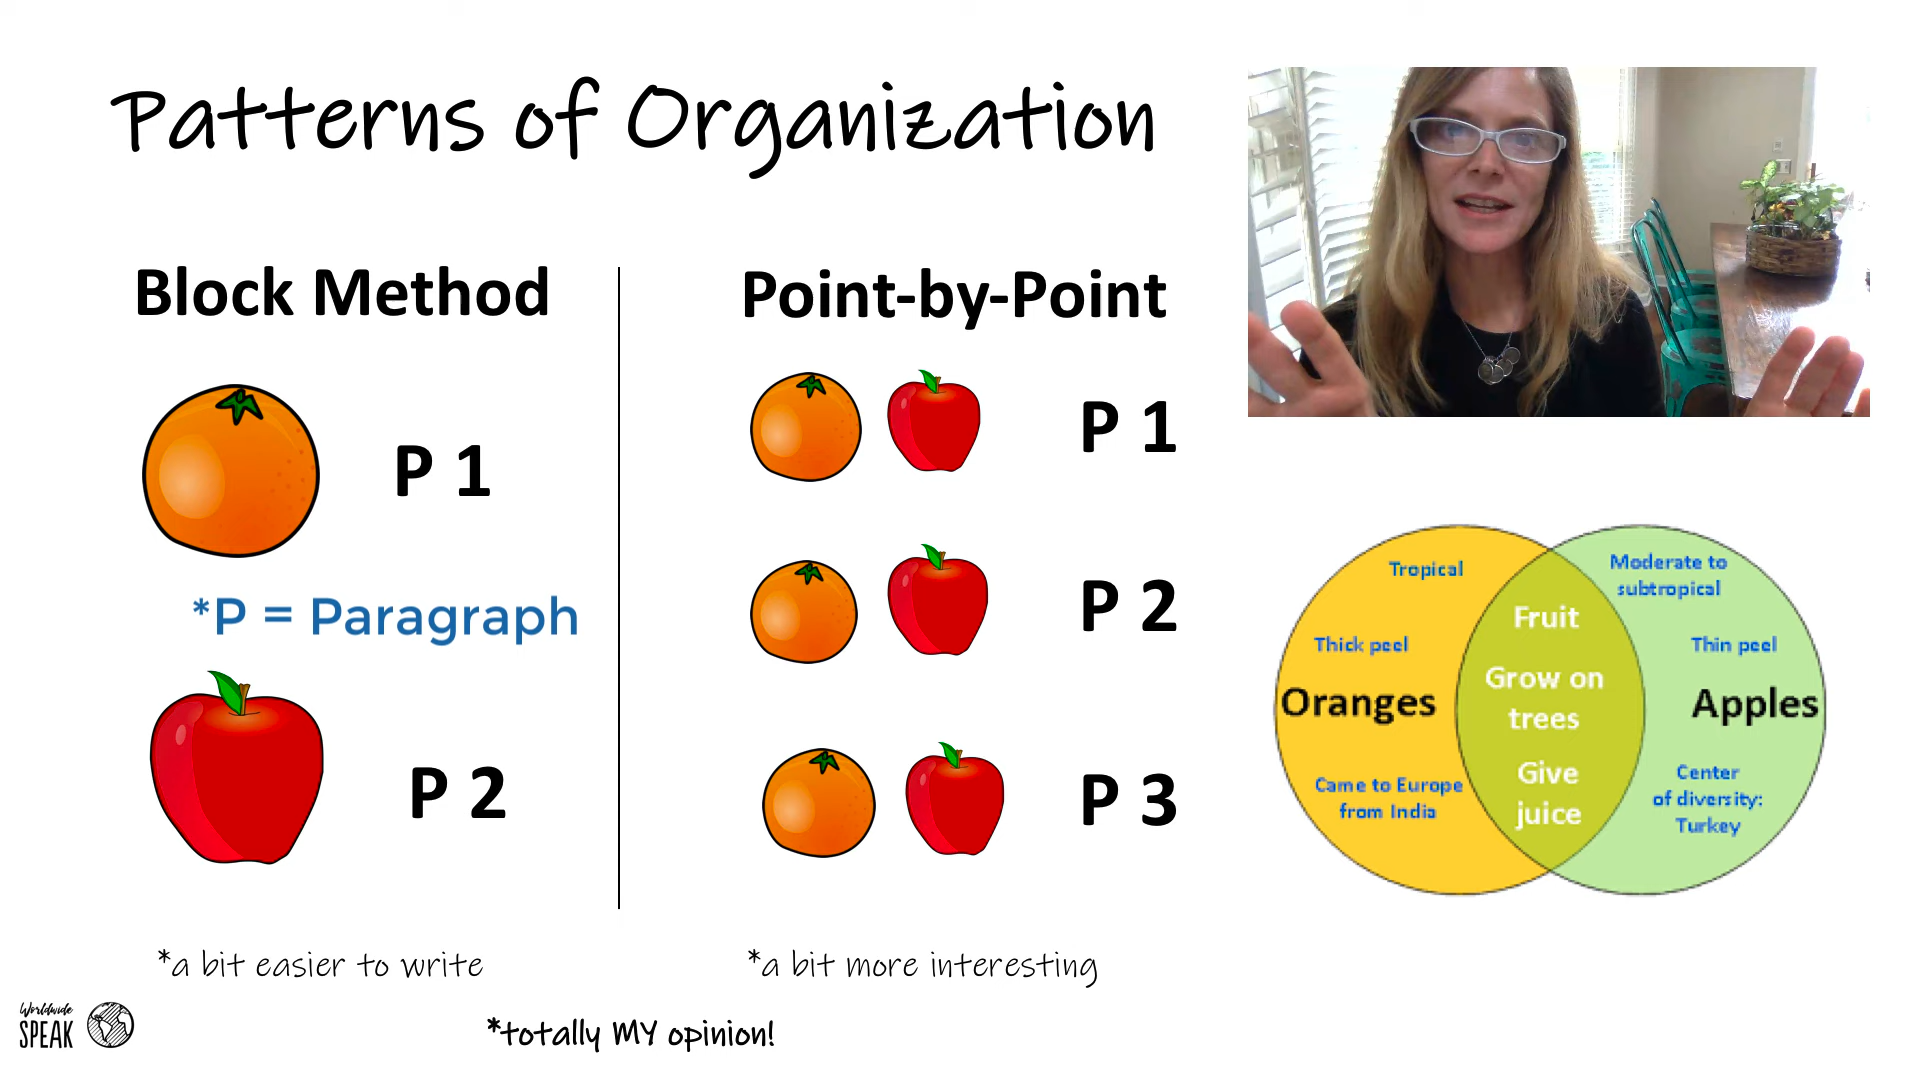 Patterns of Organization
Block Method
P 1
*P = Paragraph
P 2
*a bit easier to write
Point-by-Point
P 1
P 2
P 3
*a bit more interesting
*totally MY opinion!
Tropical
Thick peel
Oranges
Came to Europe
from India
Fruit
Grow on
trees
Give
juice
Moderate to
subtropical
Thin peel
Apples
Center
of diversity:
Turkey
Worldwide
SPEAK